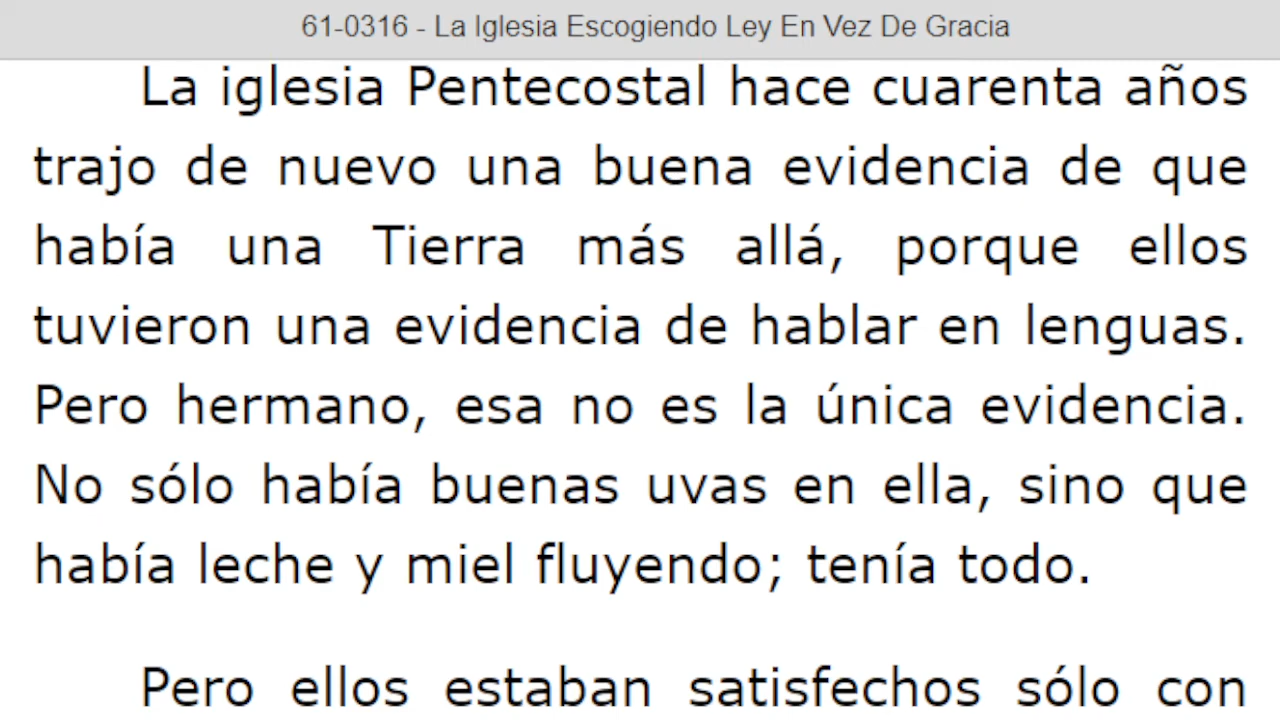 61-0316 - La Iglesia Escogiendo Ley En Vez De Gracia
La iglesia Pentecostal hace cuarenta años
trajo de nuevo una buena evidencia de que
había una Tierra más allá, porque ellos
tuvieron una evidencia de hablar en lenguas.
Pero hermano, esa no es la única evidencia.
No sólo había buenas uvas en ella, sino que
había leche y miel fluyendo; tenía todo.
Pero ellos estaban satisfechos sólo con